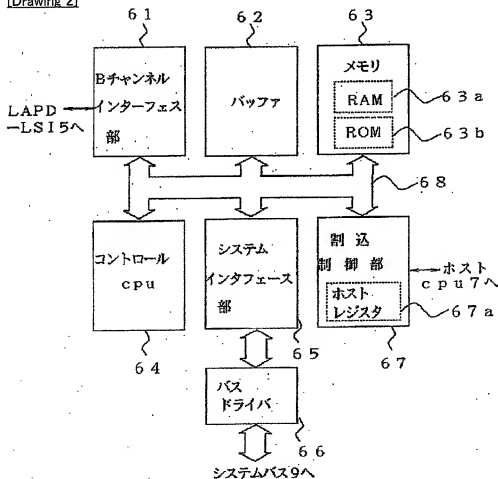 [Drawing 2]
61
62
63
Bチャンネル
インターフェス
部
バッファ
メモリ
RAM
63a
ROM
63b
LAPD
－LSI5へ
68
コントロール
cpu
64
システム
インタフェース
部
65
割込
制御部
ホスト
レジスタ
67a
67
ホスト
cpu7へ
バス
ドライバ
66
システムバス9へ